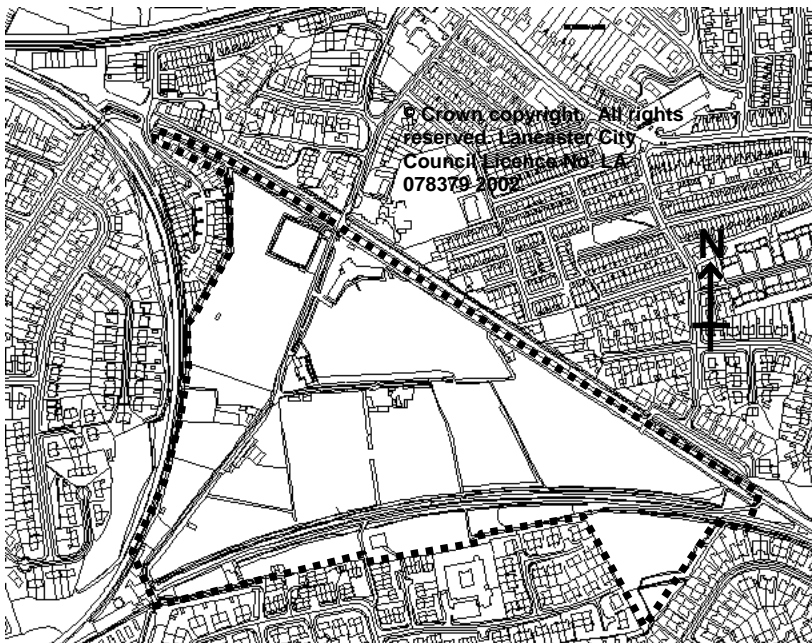 © Crown copyright. All rights
reserved. Lancaster City
Council Licence No. LA
078379 2002.
N